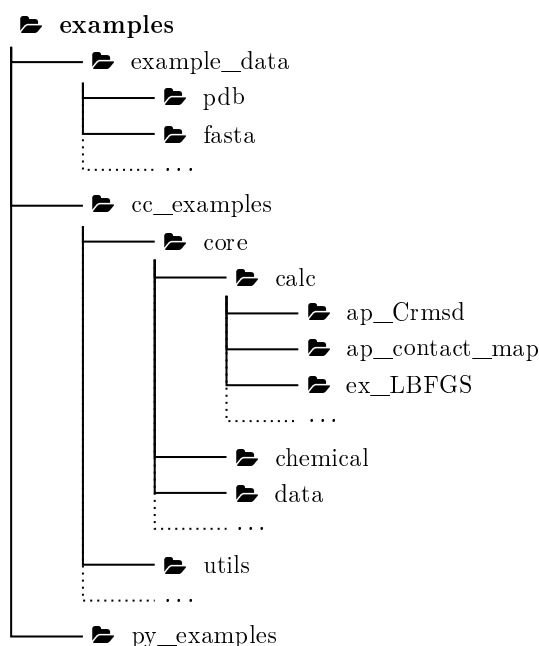 examples
example_data
pdb
fasta
...
cc_examples
core
calc
ap_Crmsd
ap_contact_map
ex_LBFGS
...
chemical
data
...
utils
...
py_examples